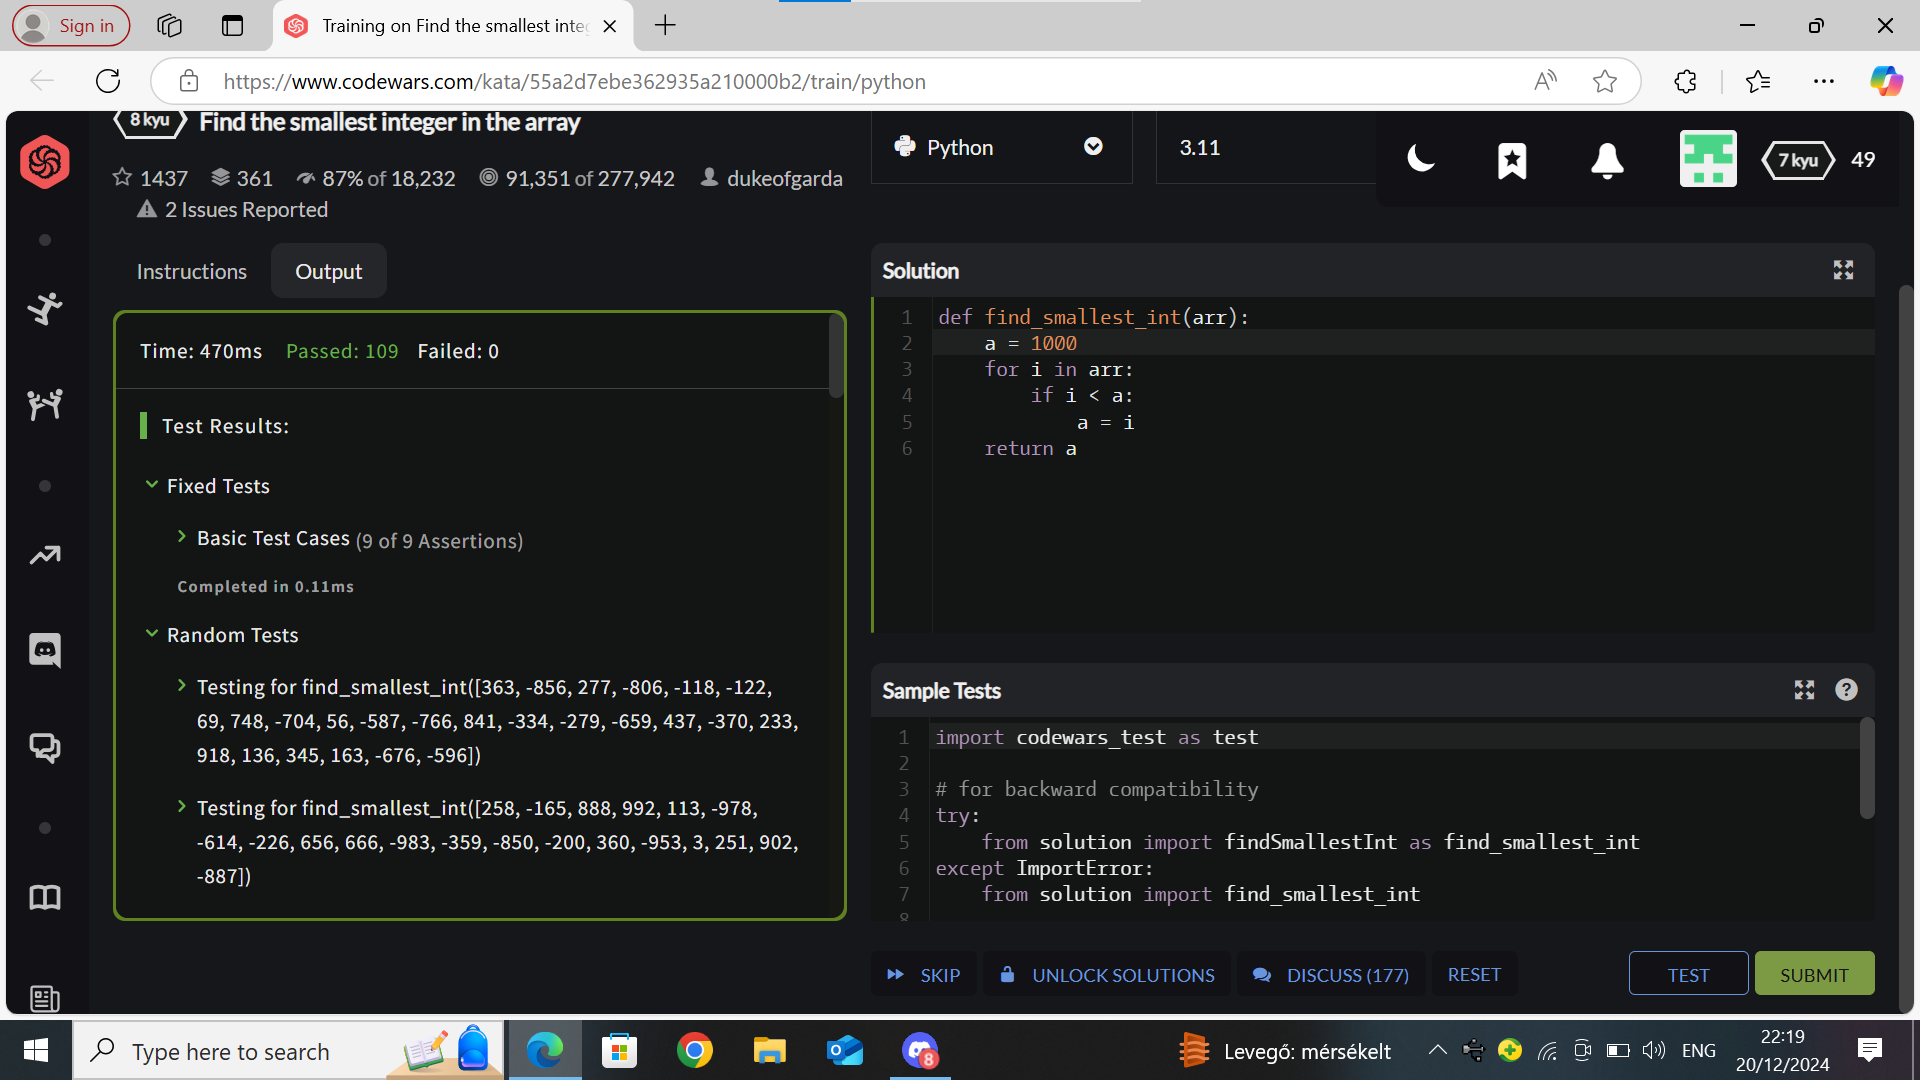 Sign in
Training on Find the smallest inte
https://www.codewars.com/kata/55a2d7ebe362935a210000b2/train/python
8 kyu Find the smallest integer in the array
1437 361 87% of 18,232 91,351 of 277,942 dukeofgarda
2 Issues Reported
Python
3.11
7 kyu 49
Instructions Output
Time: 470ms Passed: 109 Failed: 0
Test Results:
Fixed Tests
Basic Test Cases (9 of 9 Assertions)
Completed in 0.11ms
Random Tests
Testing for find_smallest_int([363, -856, 277, -806, -118, -122,
69, 748, -704, 56, -587, -766, 841, -334, -279, -659, 437, -370, 233,
918, 136, 345, 163, -676, -596])
Testing for find_smallest_int([258, -165, 888, 992, 113, -978,
-614, -226, 656, 666, -983, -359, -850, -200, 360, -953, 3, 251, 902,
-887])
Solution
1 def find_smallest_int(arr):
2 a = 1000
3 for i in arr:
4 if i < a:
5 a = i
6 return a
Sample Tests
1 import codewars_test as test
2
3 # for backward compatibility
4 try:
5 from solution import findSmallestInt as find_smallest_int
6 except ImportError:
7 from solution import find_smallest_int
8
SKIP UNLOCK SOLUTIONS DISCUSS (177) RESET TEST SUBMIT
Type here to search
8
Levegő: mérsékelt
ENG
22:19
20/12/2024